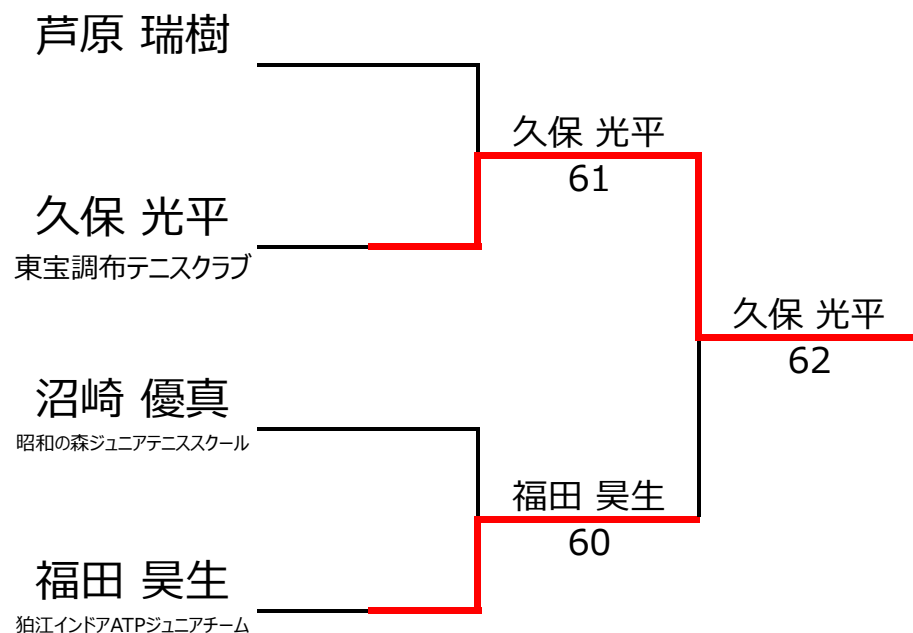 芦原 瑞樹
久保 光平
61
久保 光平
東宝調布テニスクラブ
久保 光平
62
沼崎 優真
昭和の森ジュニアテニススクール
福田 昊生
60
福田 昊生
狛江インドアATPジュニアチーム